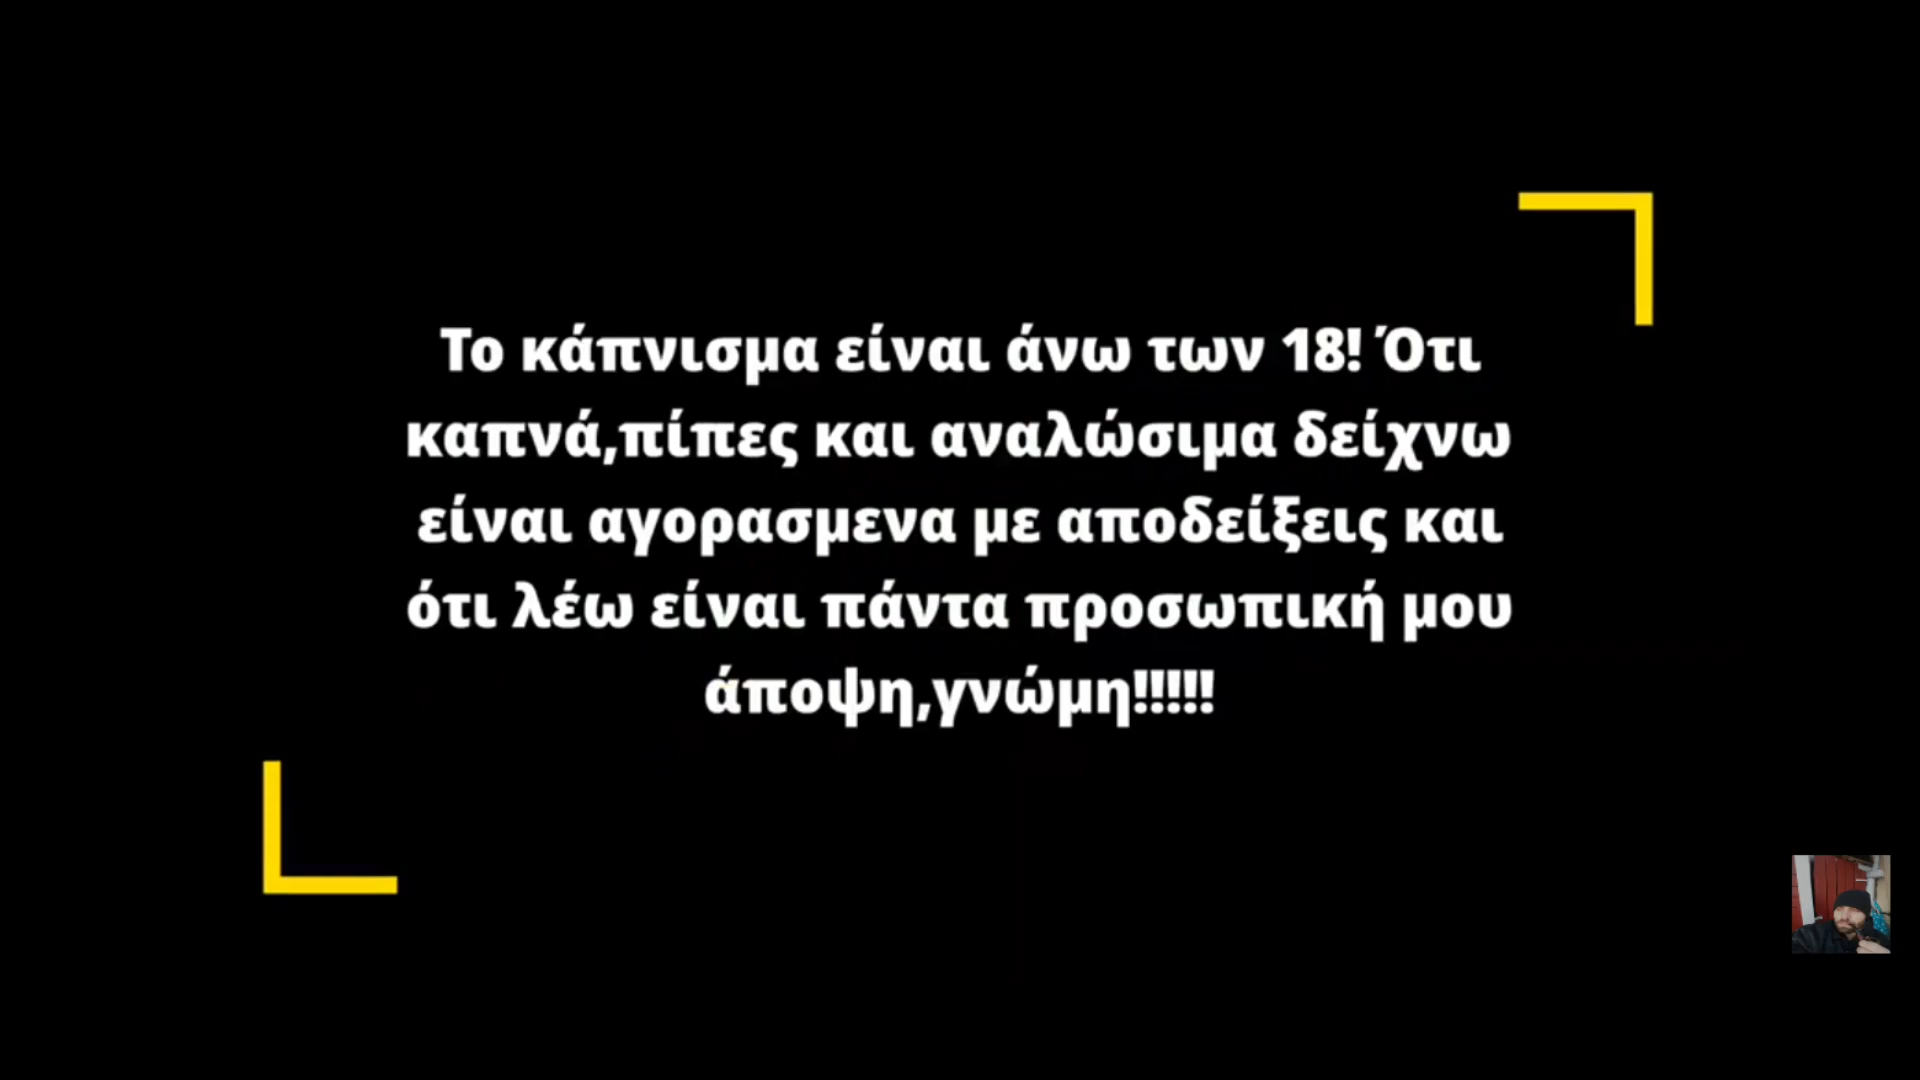 Το κάπνισμα είναι άνω των 18! Ότι
καπνά,πίπες και αναλώσιμα δείχνω
είναι αγορασμενα με αποδείξεις και
ότι λέω είναι πάντα προσωπική μου
άποψη,γνώμη!!!!!